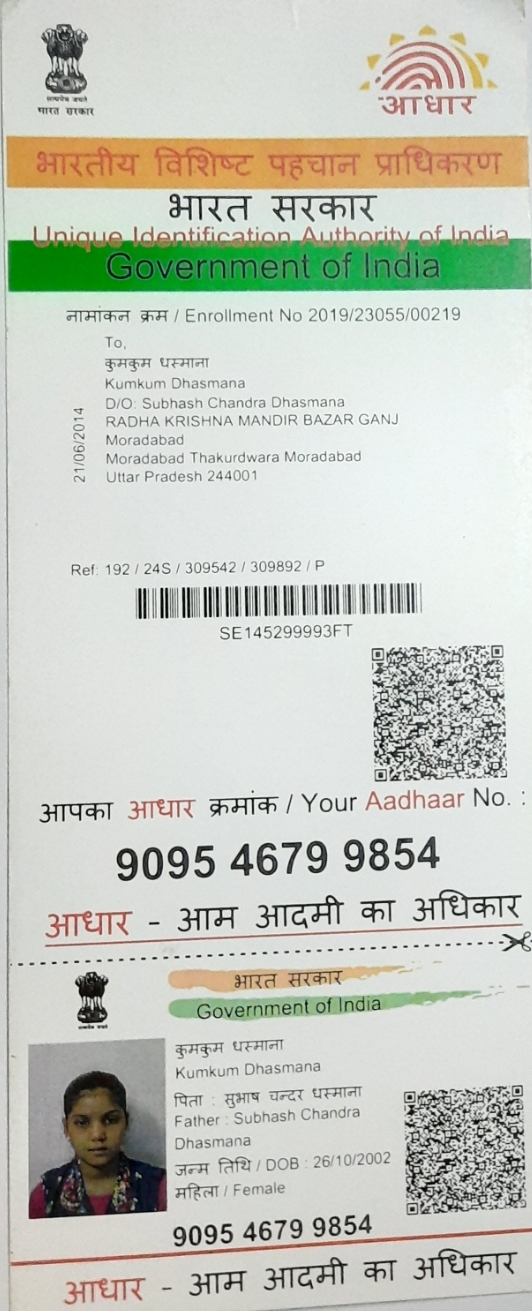 सत्यमेव जयते
भारत सरकार
आधार
भारतीय विशिष्ट पहचान प्राधिकरण
भारत सरकार
Unique Identification Authority of India
Government of India
नामांकन क्रम / Enrollment No 2019/23055/00219
To,
कुमकुम धस्माना
Kumkum Dhasmana
D/O: Subhash Chandra Dhasmana
RADHA KRISHNA MANDIR BAZAR GANJ
Moradabad
Moradabad Thakurdwara Moradabad
Uttar Pradesh 244001
21/06/2014
Ref: 192 / 24S / 309542 / 309892 / P
SE145299993FT
आपका आधार क्रमांक / Your Aadhaar No. :
9095 4679 9854
आधार - आम आदमी का अधिकार
भारत सरकार
Government of India
सत्यमेव जयते
कुमकुम धस्माना
Kumkum Dhasmana
पिता : सुभाष चन्दर धस्माना
Father : Subhash Chandra
Dhasmana
जन्म तिथि / DOB : 26/10/2002
महिला / Female
9095 4679 9854
आधार - आम आदमी का अधिकार